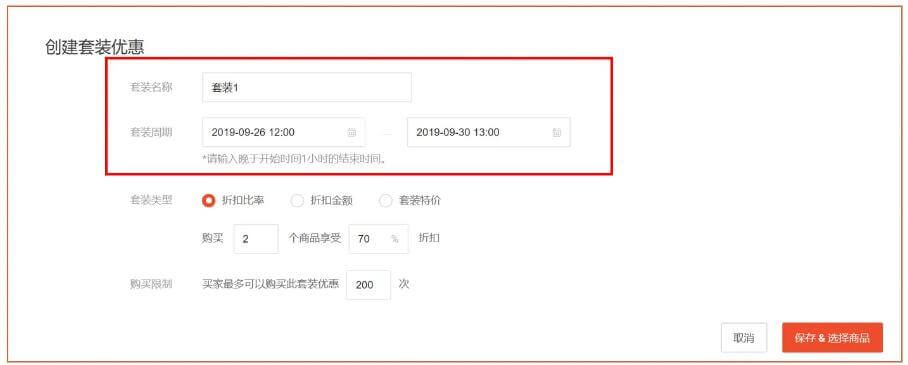 创建套装优惠
套装名称 套装1
套装周期 2019-09-26 12:00 — 2019-09-30 13:00
*请输入晚于开始时间1小时的结束时间。
套装类型 折扣比率 折扣金额 套装特价
购买 2 个商品享受 70 % 折扣
购买限制 买家最多可以购买此套装优惠 200 次
取消 保存 & 选择商品